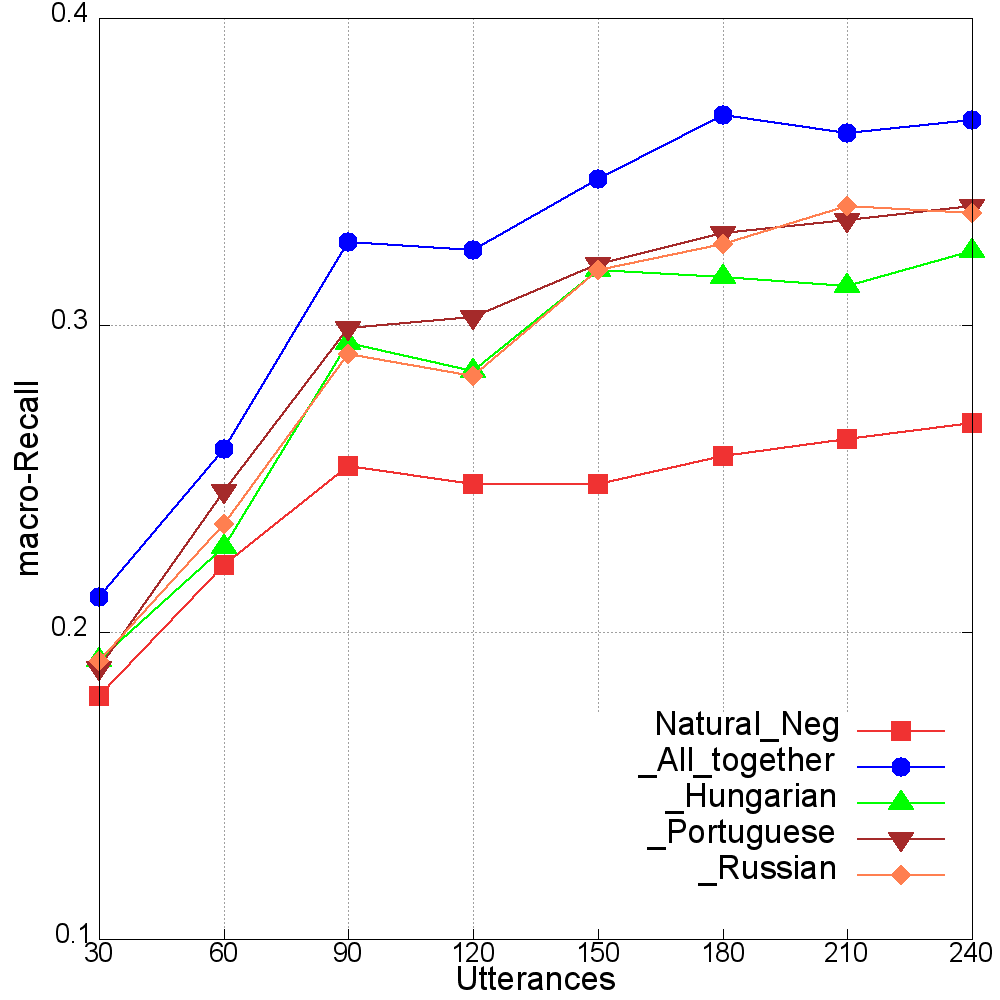 0.4
0.3
0.2
0.1
macro-Recall
Natural_Neg
_All_together
_Hungarian
_Portuguese
_Russian
30 60 90 120 150 180 210 240
Utterances